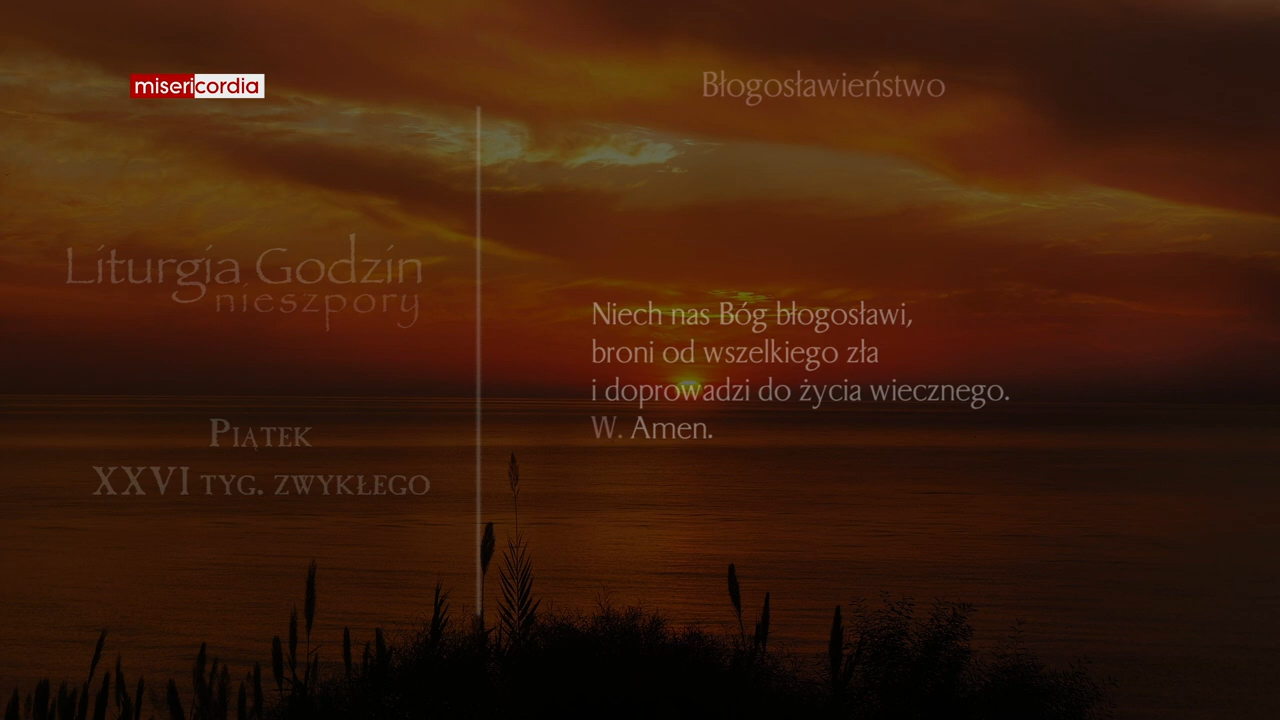 misericordia
Błogosławieństwo
Liturgia Godzin
nieszpory
Niech nas Bóg błogosławi,
broni od wszelkiego zła
i doprowadzi do życia wiecznego.
W. Amen.
Piątek
XXVI tyg. zwykłego